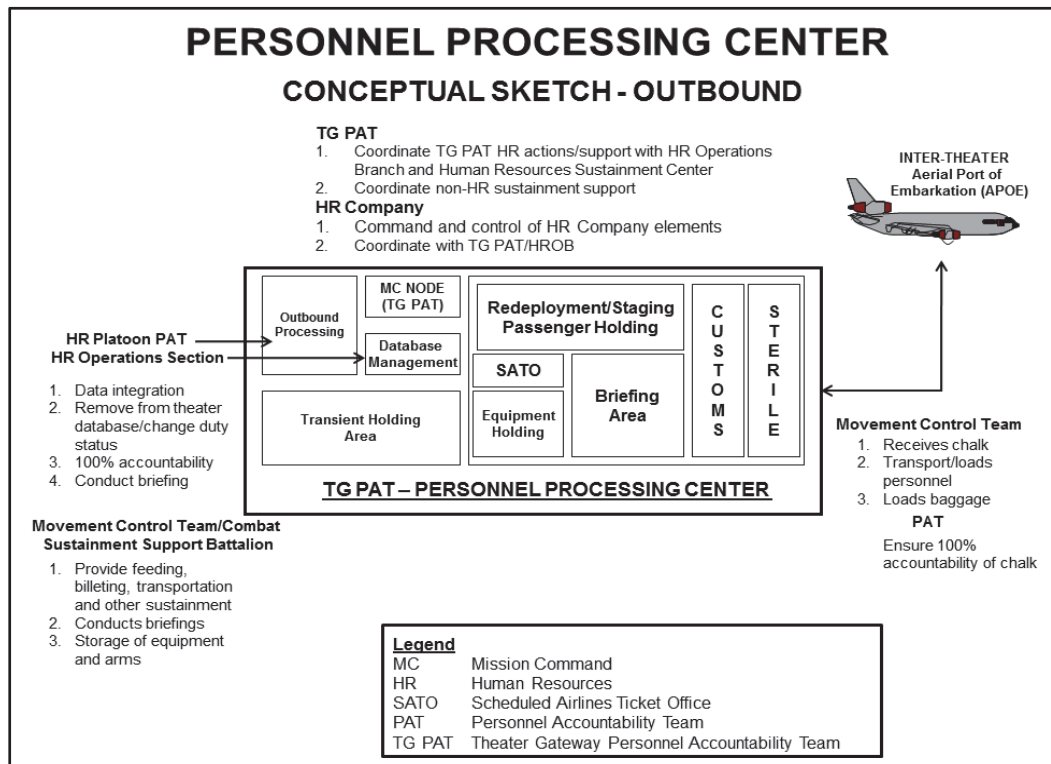 PERSONNEL PROCESSING CENTER
CONCEPTUAL SKETCH - OUTBOUND
TG PAT
1. Coordinate TG PAT HR actions/support with HR Operations
Branch and Human Resources Sustainment Center
2. Coordinate non-HR sustainment support
HR Company
1. Command and control of HR Company elements
2. Coordinate with TG PAT/HROB
INTER-THEATER
Aerial Port of
Embarkation (APOE)
HR Platoon PAT
HR Operations Section
1. Data integration
2. Remove from theater
database/change duty
status
3. 100% accountability
4. Conduct briefing
Movement Control Team/Combat
Sustainment Support Battalion
1. Provide feeding,
billeting, transportation
and other sustainment
2. Conducts briefings
3. Storage of equipment
and arms
Outbound
Processing
MC NODE
(TG PAT)
Database
Management
Transient Holding
Area
Redeployment/Staging
Passenger Holding
SATO
Equipment
Holding
Briefing
Area
CUSTOMS
STERILE
TG PAT – PERSONNEL PROCESSING CENTER
Movement Control Team
1. Receives chalk
2. Transport/loads
personnel
3. Loads baggage
PAT
Ensure 100%
accountability of chalk
Legend
MC Mission Command
HR Human Resources
SATO Scheduled Airlines Ticket Office
PAT Personnel Accountability Team
TG PAT Theater Gateway Personnel Accountability Team